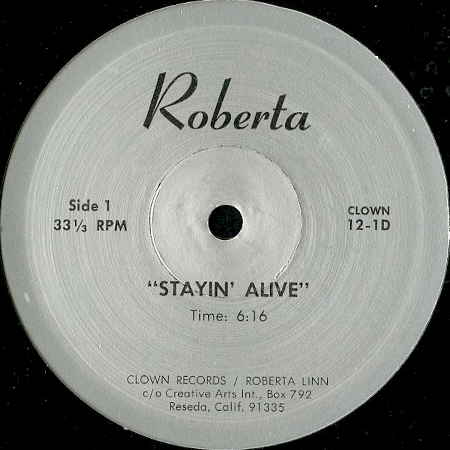 Roberta
Side 1
33⅓ RPM
CLOWN
12-1D
"STAYIN' ALIVE"
Time: 6:16
CLOWN RECORDS / ROBERTA LINN
c/o Creative Arts Int., Box 792
Reseda, Calif. 91335